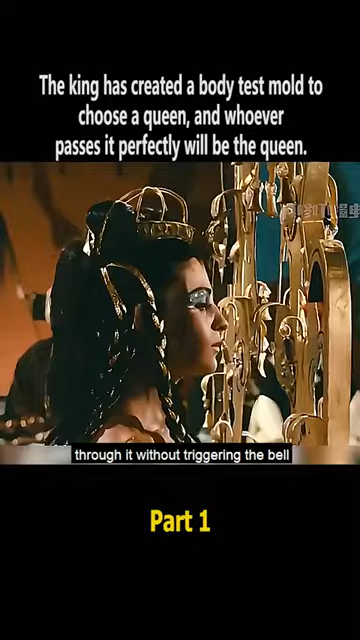 The king has created a body test mold to
choose a queen, and whoever
passes it perfectly will be the queen.
through it without triggering the bell
Part 1